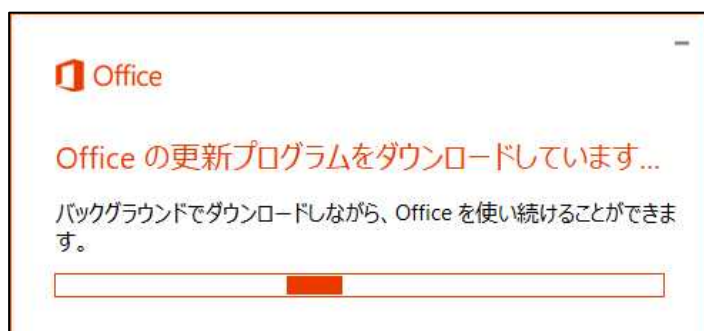 Office
Office の更新プログラムをダウンロードしています...
バックグラウンドでダウンロードしながら、Office を使い続けることができま
す。